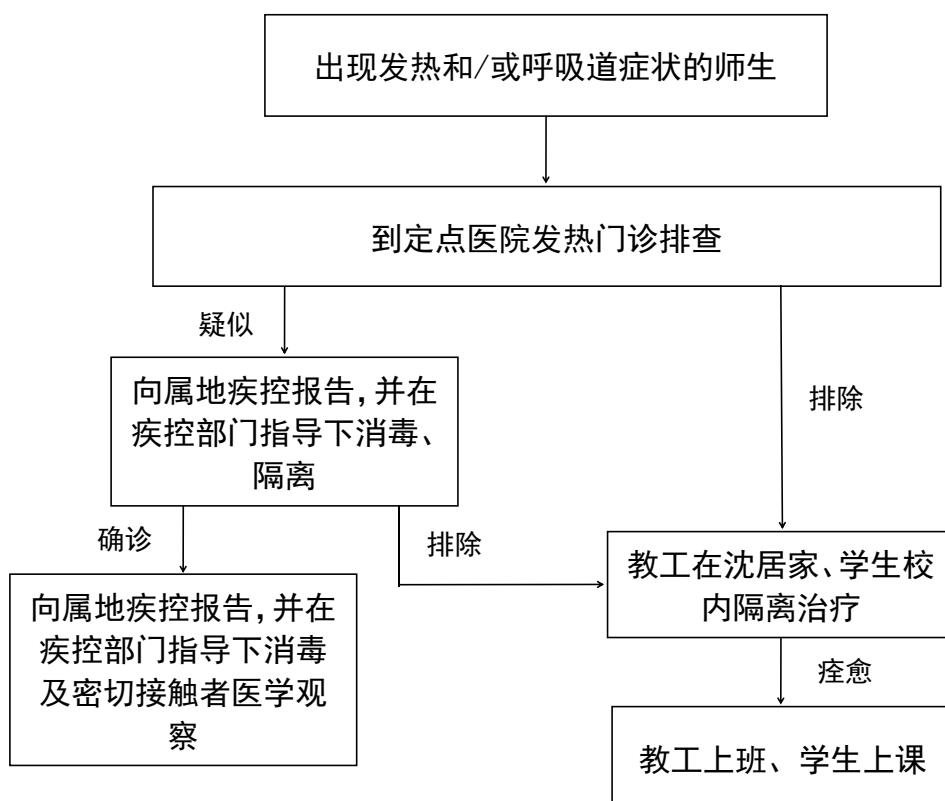 出现发热和/或呼吸道症状的师生
到定点医院发热门诊排查
疑似
排除
向属地疾控报告,并在
疾控部门指导下消毒、
隔离
确诊
排除
向属地疾控报告,并在
疾控部门指导下消毒
及密切接触者医学观
察
教工在沈居家、学生校
内隔离治疗
痊愈
教工上班、学生上课